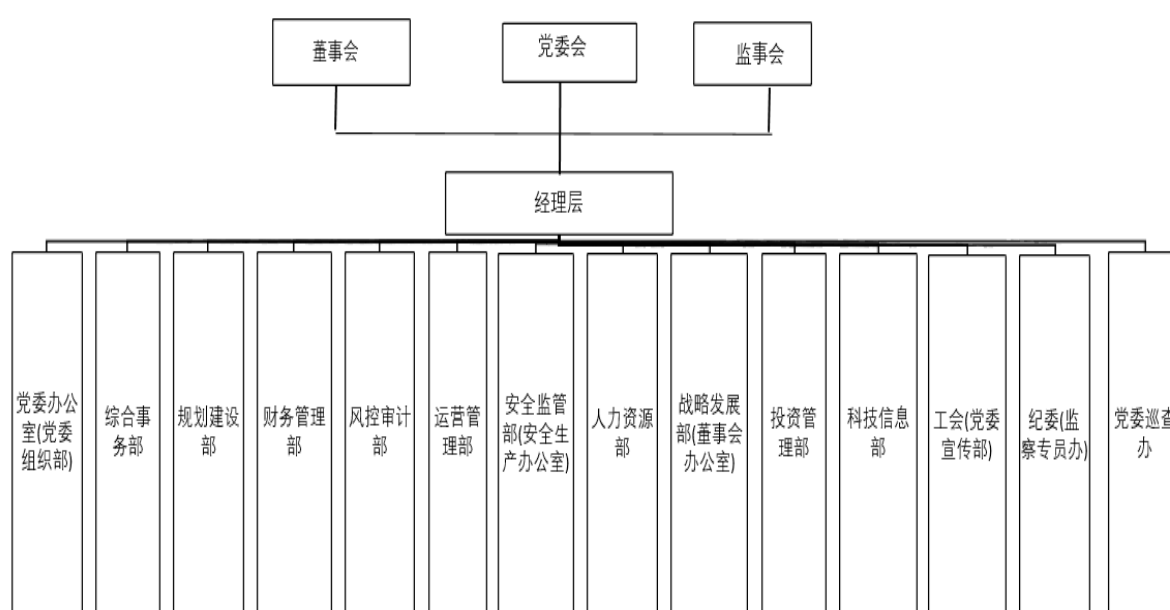 董事会
党委会
监事会
经理层
党委办公
室(党委
组织部)
综合事
务部
规划建设
部
财务管理
部
风控审计
部
运营管
理部
安全监管
部(安全生
产办公室)
人力资源
部
战略发展
部(董事会
办公室)
投资管
理部
科技信息
部
工会(党委
宣传部)
纪委(监
察专员办)
党委巡查
办